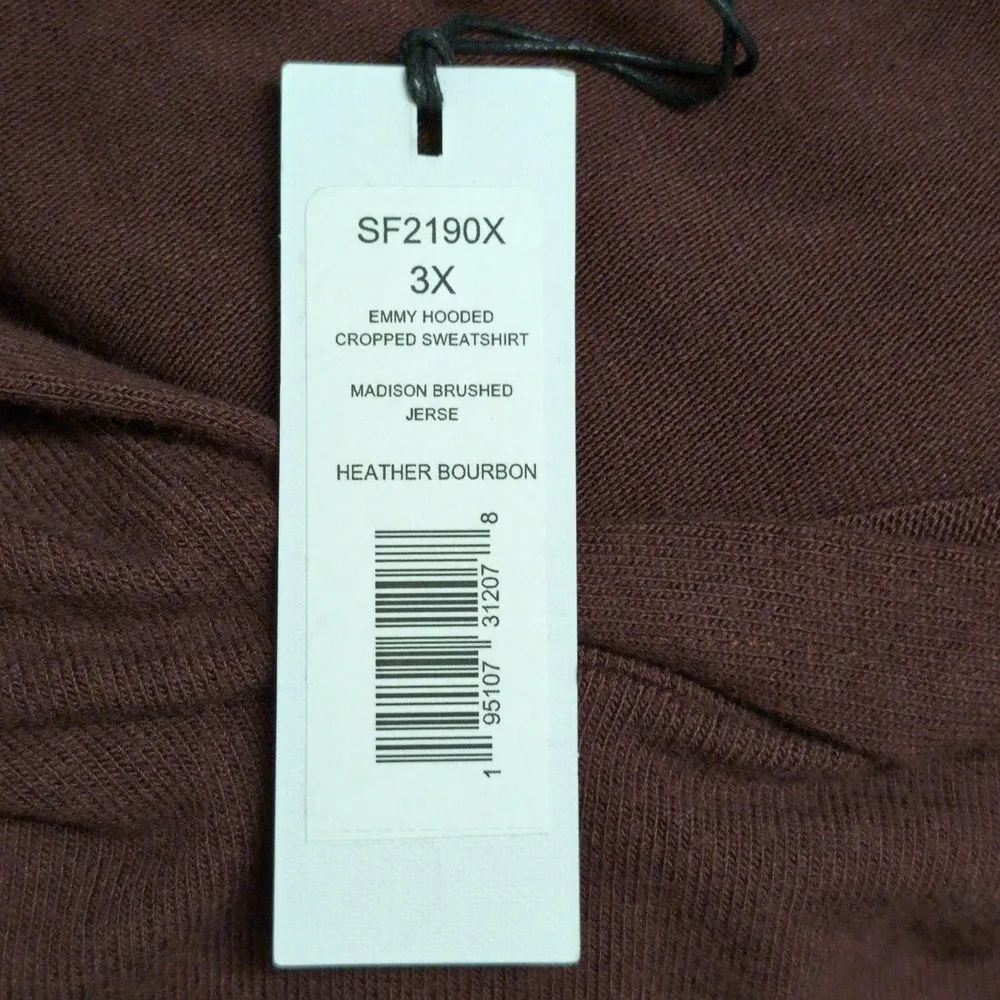 SF2190X
3X
EMMY HOODED
CROPPED SWEATSHIRT
MADISON BRUSHED
JERSE
HEATHER BOURBON
1 95107 31207 8